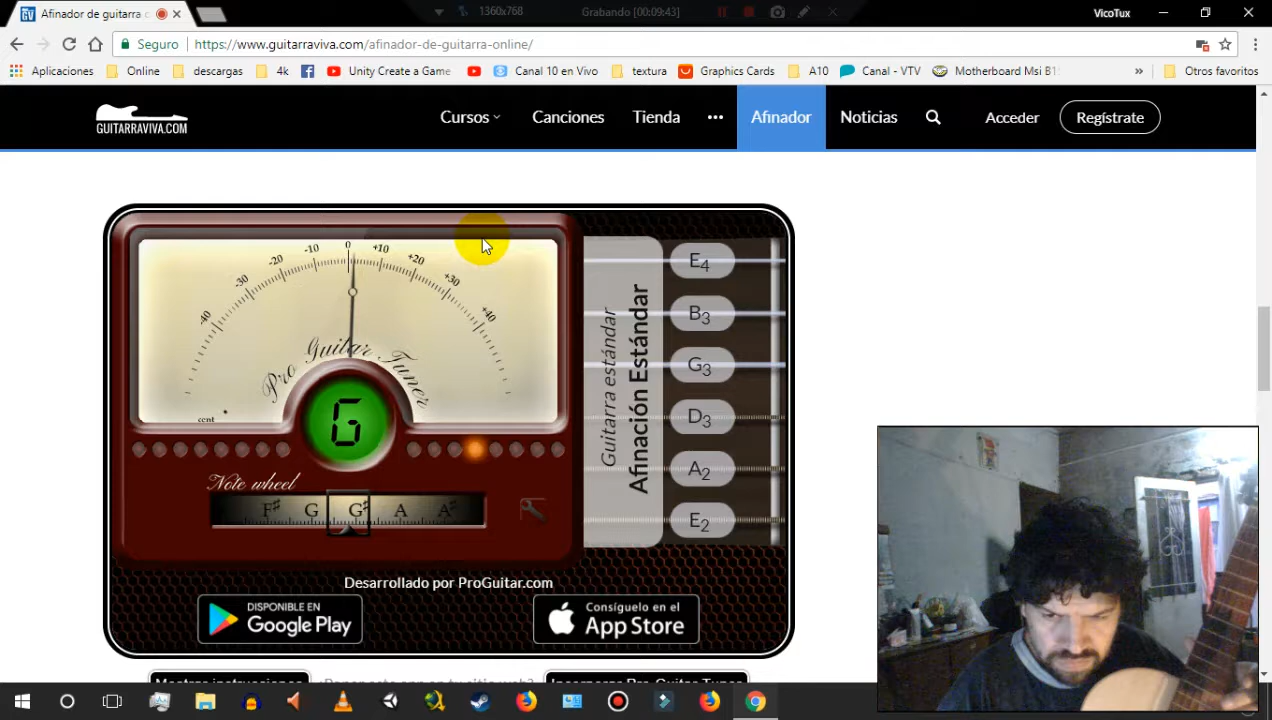 Afinador de guitarra
1360x768
Grabando [00:09:43]
VicoTux
Seguro
https://www.guitarraviva.com/afinador-de-guitarra-online/
Aplicaciones
Online
descargas
4k
Unity Create a Game
Canal 10 en Vivo
textura
Graphics Cards
A10
Canal - VTV
Motherboard Msi B1
»
Otros favoritos
GUITARRAVIVA.COM
Cursos
Canciones
Tienda
Afinador
Noticias
Acceder
Regístrate
-40
-30
-20
-10
0
+10
+20
+30
+40
Pro Guitar Tuner
cent
G
Note wheel
F♯ G G♯ A A♯
Guitarra estándar
Afinación Estándar
E4
B3
G3
D3
A2
E2
Desarrollado por ProGuitar.com
DISPONIBLE EN
Google Play
Consíguelo en el
App Store